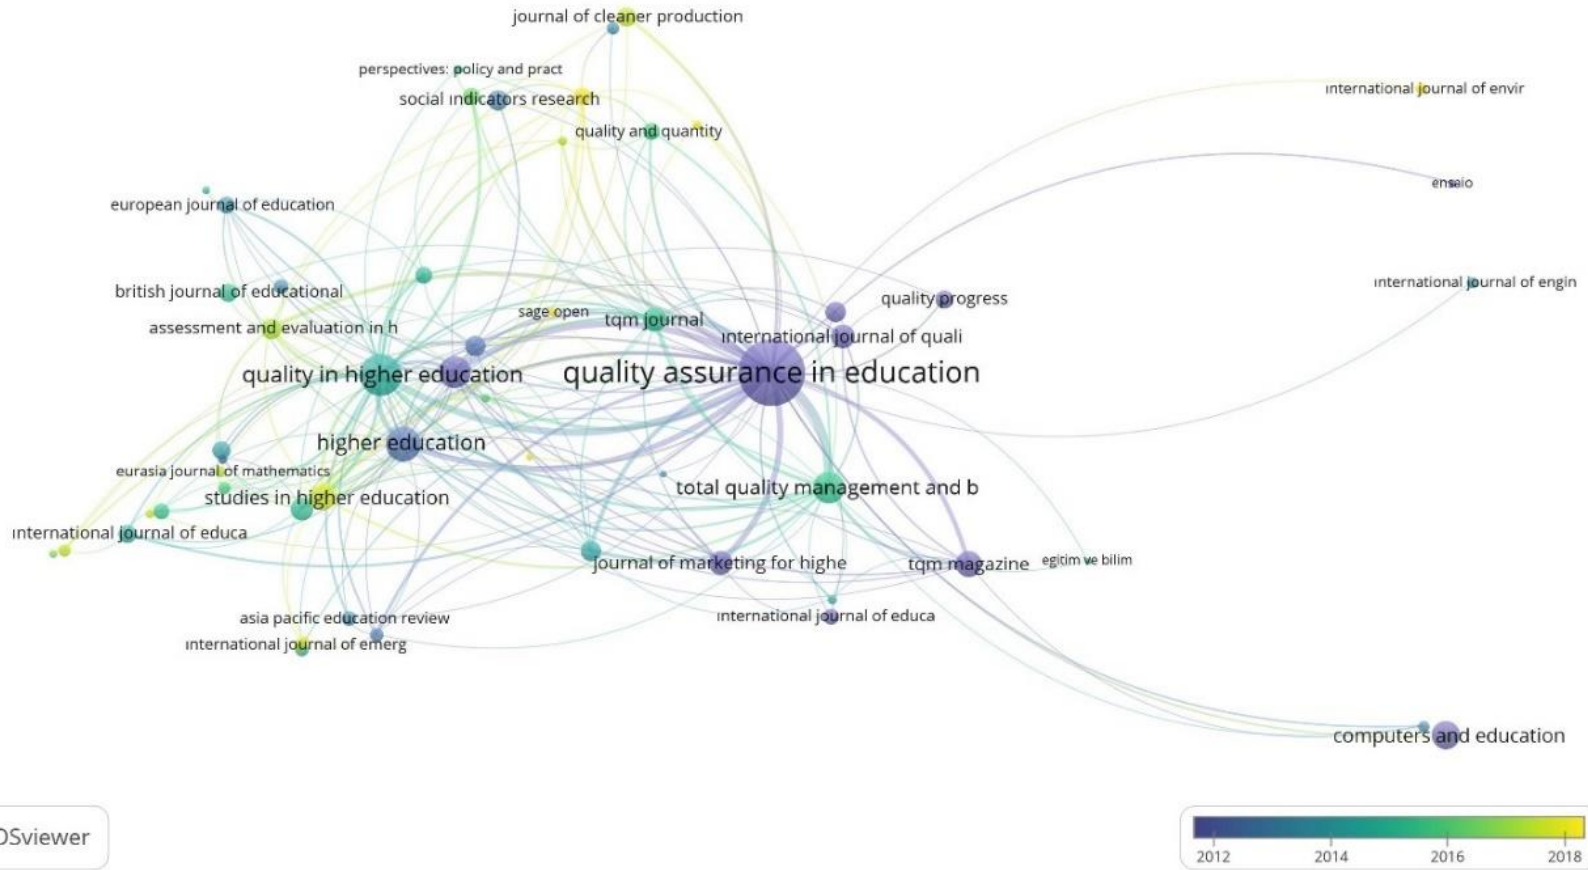 journal of cleaner production
perspectives: policy and pract
social indicators research
international journal of envir
quality and quantity
ensaio
european journal of education
international journal of engin
british journal of educational
quality progress
sage open
tqm journal
assessment and evaluation in h
international journal of quali
quality in higher education
quality assurance in education
higher education
eurasia journal of mathematics
total quality management and b
studies in higher education
international journal of educa
journal of marketing for highe
tqm magazine
egitim ve bilim
asia pacific education review
international journal of educa
international journal of emerg
computers and education
OSviewer
2012 2014 2016 2018